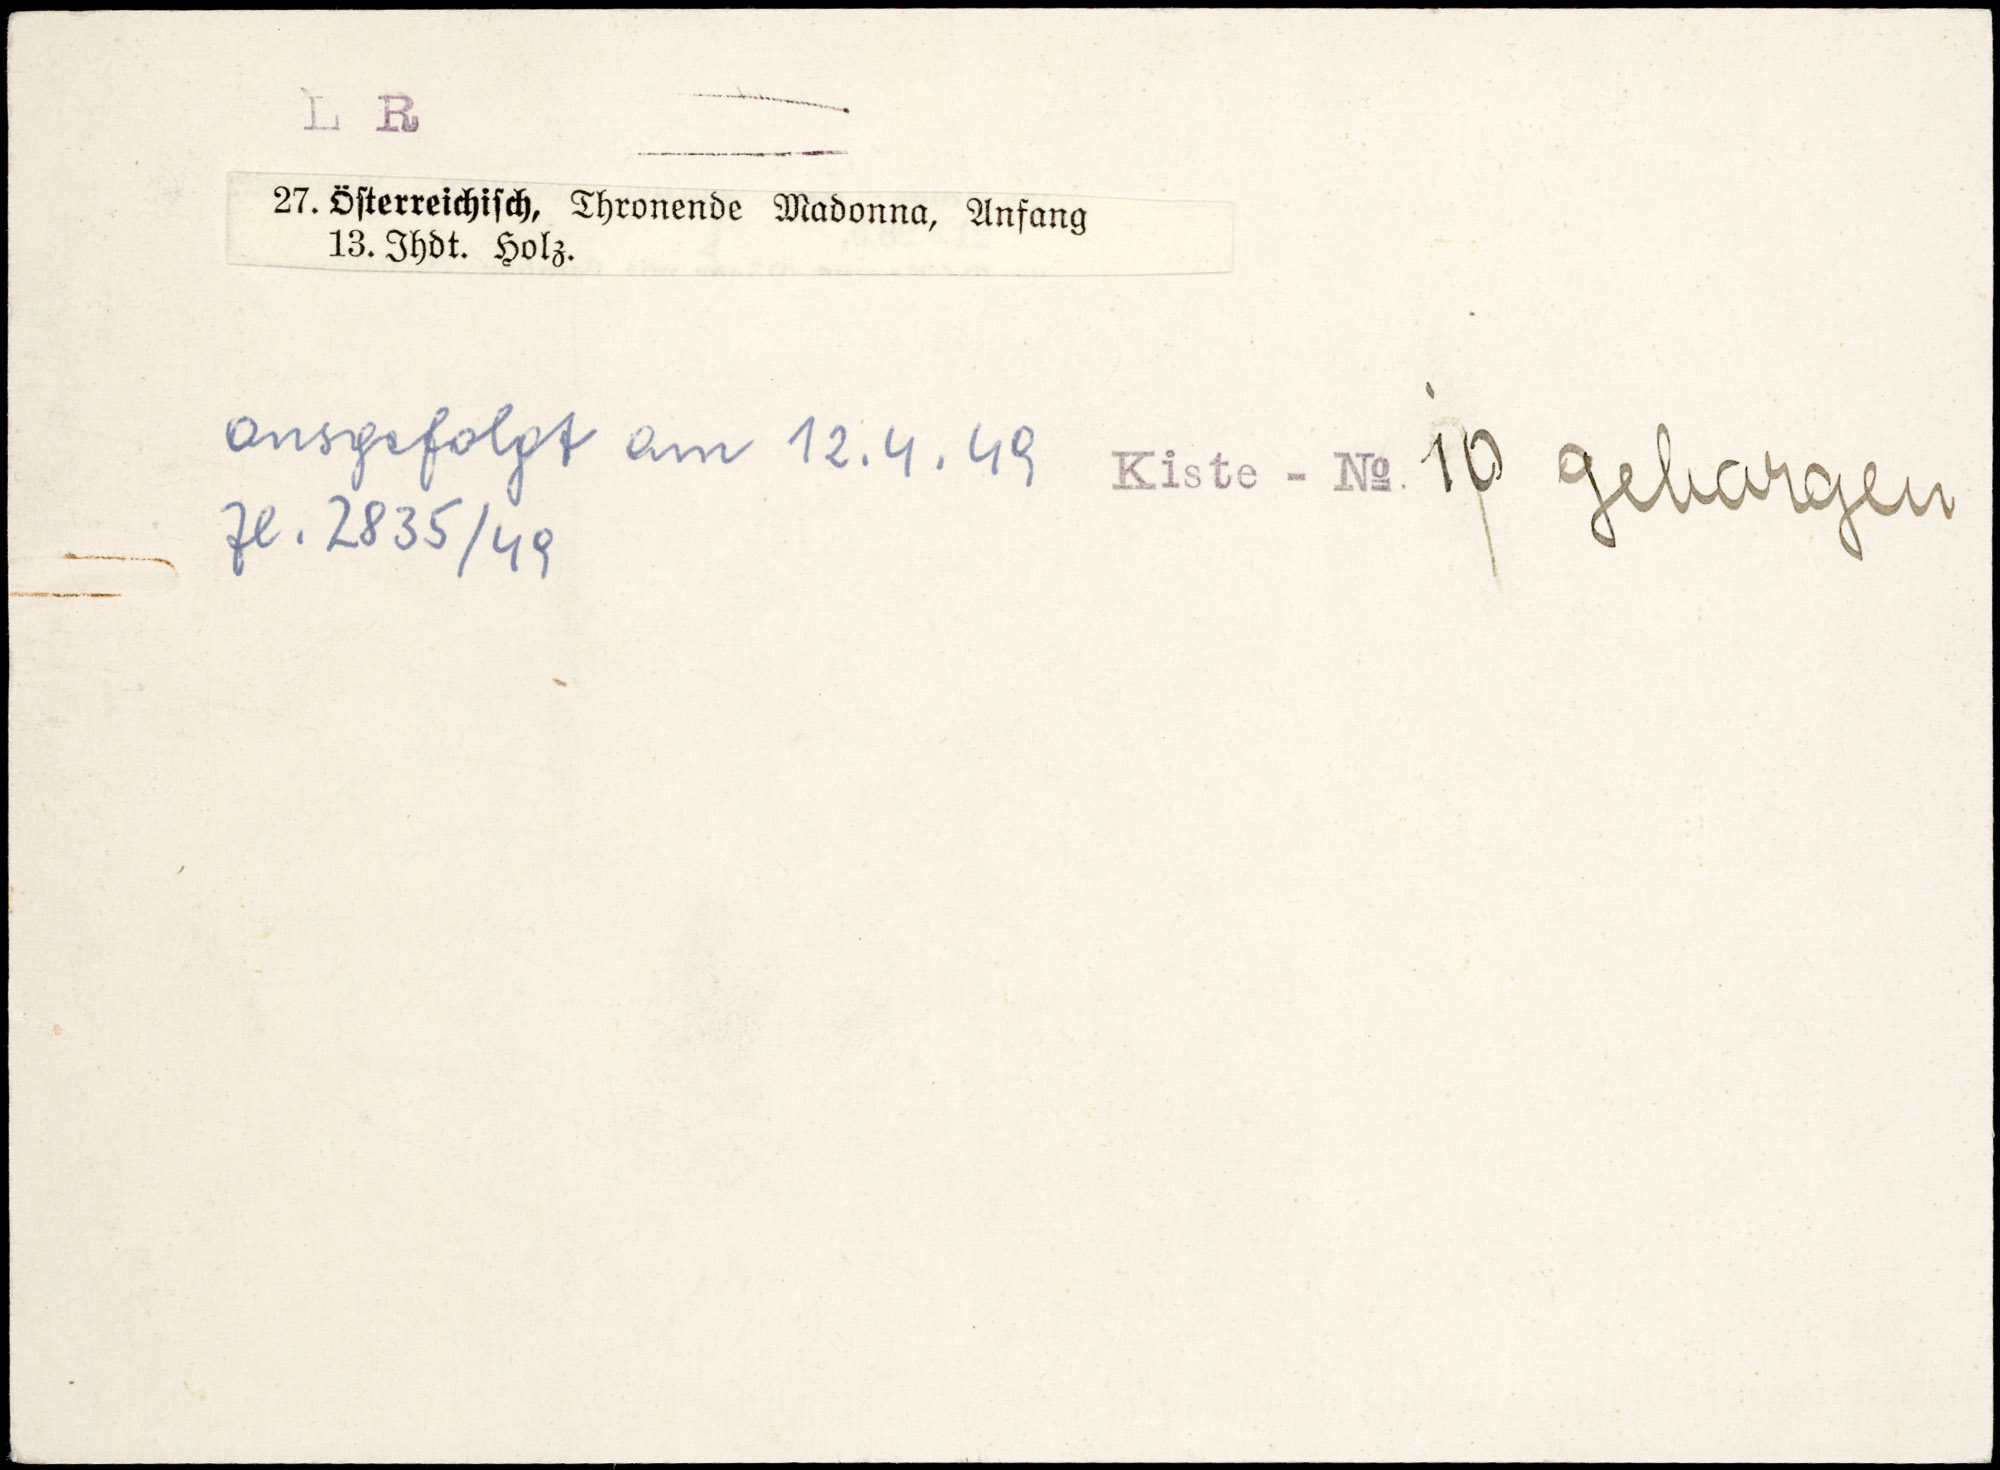 L R
27. Österreichisch, Thronende Madonna, Anfang
13. Jhdt. Holz.
ausgefolgt am 12.4.49
Zl. 2835/49
Kiste - No. 10 geborgen